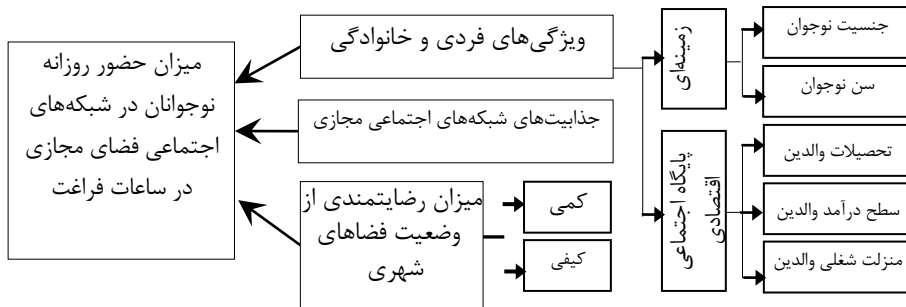 ویژگی‌های فردی و خانوادگی
زمینه‌ای
جنسیت نوجوان
سن نوجوان
میزان حضور روزانه
نوجوانان در شبکه‌های
اجتماعی فضای مجازی
در ساعات فراغت
جذابیت‌های شبکه‌های اجتماعی مجازی
پایگاه اجتماعی
اقتصادی
تحصیلات والدین
سطح درآمد والدین
منزلت شغلی والدین
میزان رضایتمندی از
وضعیت فضاهای
شهری
کمی
کیفی